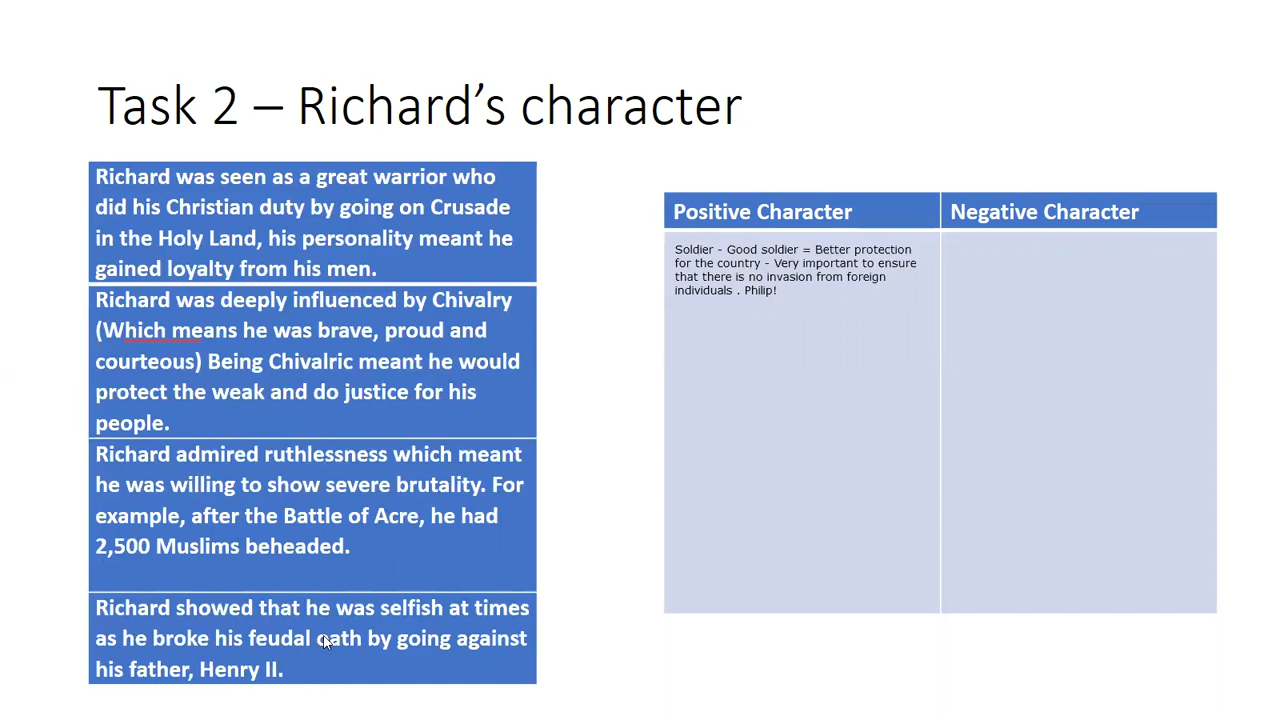 Task 2 – Richard's character
Richard was seen as a great warrior who
did his Christian duty by going on Crusade
in the Holy Land, his personality meant he
gained loyalty from his men.
Richard was deeply influenced by Chivalry
(Which means he was brave, proud and
courteous) Being Chivalric meant he would
protect the weak and do justice for his
people.
Richard admired ruthlessness which meant
he was willing to show severe brutality. For
example, after the Battle of Acre, he had
2,500 Muslims beheaded.
Richard showed that he was selfish at times
as he broke his feudal oath by going against
his father, Henry II.
Positive Character
Negative Character
Soldier - Good soldier = Better protection
for the country - Very important to ensure
that there is no invasion from foreign
individuals . Philip!